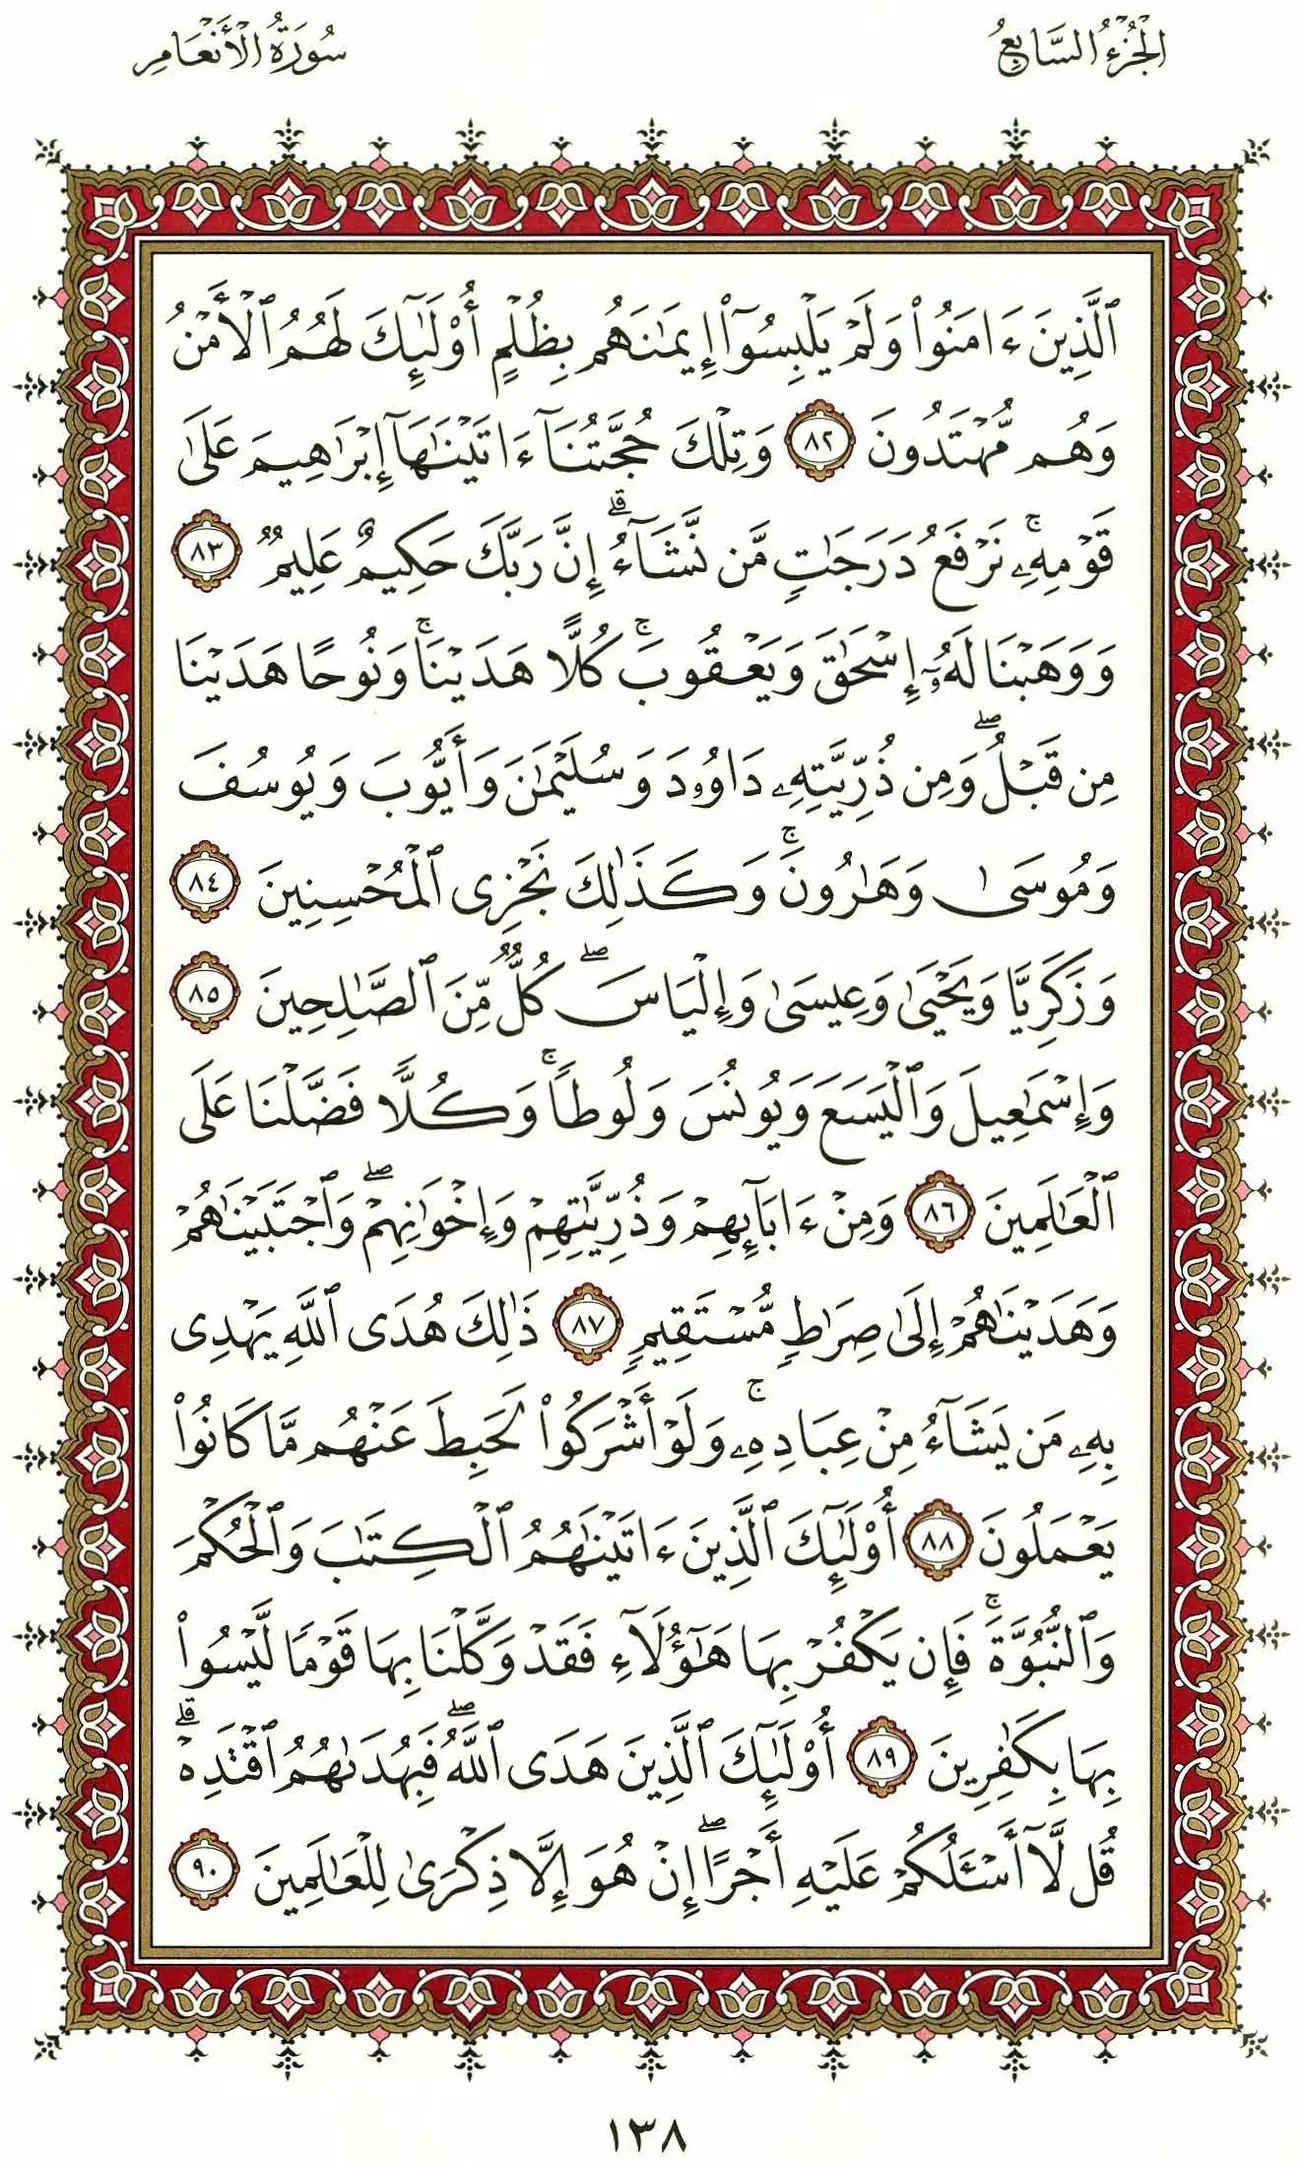 الجزء السابع
سورة الأنعام
ٱلَّذِينَ ءَامَنُوا۟ وَلَمْ يَلْبِسُوٓا۟ إِيمَٰنَهُم بِظُلْمٍ أُو۟لَٰٓئِكَ لَهُمُ ٱلْأَمْنُ
وَهُم مُّهْتَدُونَ ٨٢ وَتِلْكَ حُجَّتُنَآ ءَاتَيْنَٰهَآ إِبْرَٰهِيمَ عَلَىٰ
قَوْمِهِۦ ۚ نَرْفَعُ دَرَجَٰتٍ مَّن نَّشَآءُ ۗ إِنَّ رَبَّكَ حَكِيمٌ عَلِيمٌ ٨٣
وَوَهَبْنَا لَهُۥٓ إِسْحَٰقَ وَيَعْقُوبَ ۚ كُلًّا هَدَيْنَا ۚ وَنُوحًا هَدَيْنَا
مِن قَبْلُ ۖ وَمِن ذُرِّيَّتِهِۦ دَاوُۥدَ وَسُلَيْمَٰنَ وَأَيُّوبَ وَيُوسُفَ
وَمُوسَىٰ وَهَٰرُونَ ۚ وَكَذَٰلِكَ نَجْزِى ٱلْمُحْسِنِينَ ٨٤
وَزَكَرِيَّا وَيَحْيَىٰ وَعِيسَىٰ وَإِلْيَاسَ ۖ كُلٌّ مِّنَ ٱلصَّٰلِحِينَ ٨٥
وَإِسْمَٰعِيلَ وَٱلْيَسَعَ وَيُونُسَ وَلُوطًا ۚ وَكُلًّا فَضَّلْنَا عَلَى
ٱلْعَٰلَمِينَ ٨٦ وَمِنْ ءَابَآئِهِمْ وَذُرِّيَّٰتِهِمْ وَإِخْوَٰنِهِمْ ۖ وَٱجْتَبَيْنَٰهُمْ
وَهَدَيْنَٰهُمْ إِلَىٰ صِرَٰطٍ مُّسْتَقِيمٍ ٨٧ ذَٰلِكَ هُدَى ٱللَّهِ يَهْدِى
بِهِۦ مَن يَشَآءُ مِنْ عِبَادِهِۦ ۚ وَلَوْ أَشْرَكُوا۟ لَحَبِطَ عَنْهُم مَّا كَانُوا۟
يَعْمَلُونَ ٨٨ أُو۟لَٰٓئِكَ ٱلَّذِينَ ءَاتَيْنَٰهُمُ ٱلْكِتَٰبَ وَٱلْحُكْمَ
وَٱلنُّبُوَّةَ ۚ فَإِن يَكْفُرْ بِهَا هَٰٓؤُلَآءِ فَقَدْ وَكَّلْنَا بِهَا قَوْمًا لَّيْسُوا۟
بِهَا بِكَٰفِرِينَ ٨٩ أُو۟لَٰٓئِكَ ٱلَّذِينَ هَدَى ٱللَّهُ ۖ فَبِهُدَىٰهُمُ ٱقْتَدِهْ ۗ
قُل لَّآ أَسْـَٔلُكُمْ عَلَيْهِ أَجْرًا ۖ إِنْ هُوَ إِلَّا ذِكْرَىٰ لِلْعَٰلَمِينَ ٩٠
١٣٨